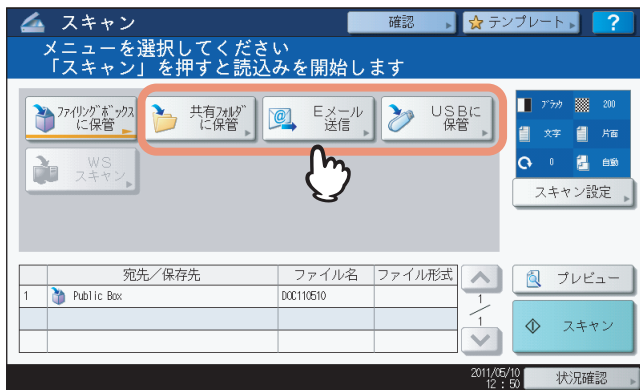 スキャン
確認
テンプレート
?
メニューを選択してください
「スキャン」を押すと読込みを開始します
ファイリングボックス
に保管
共有フォルダ
に保管
Eメール
送信
USBに
保管
WS
スキャン
ブラック 200
文字 片面
0 自動
スキャン設定
宛先/保存先 ファイル名 ファイル形式
1 Public Box DOC110510
1
1
プレビュー
スキャン
2011/05/10
12:50
状況確認